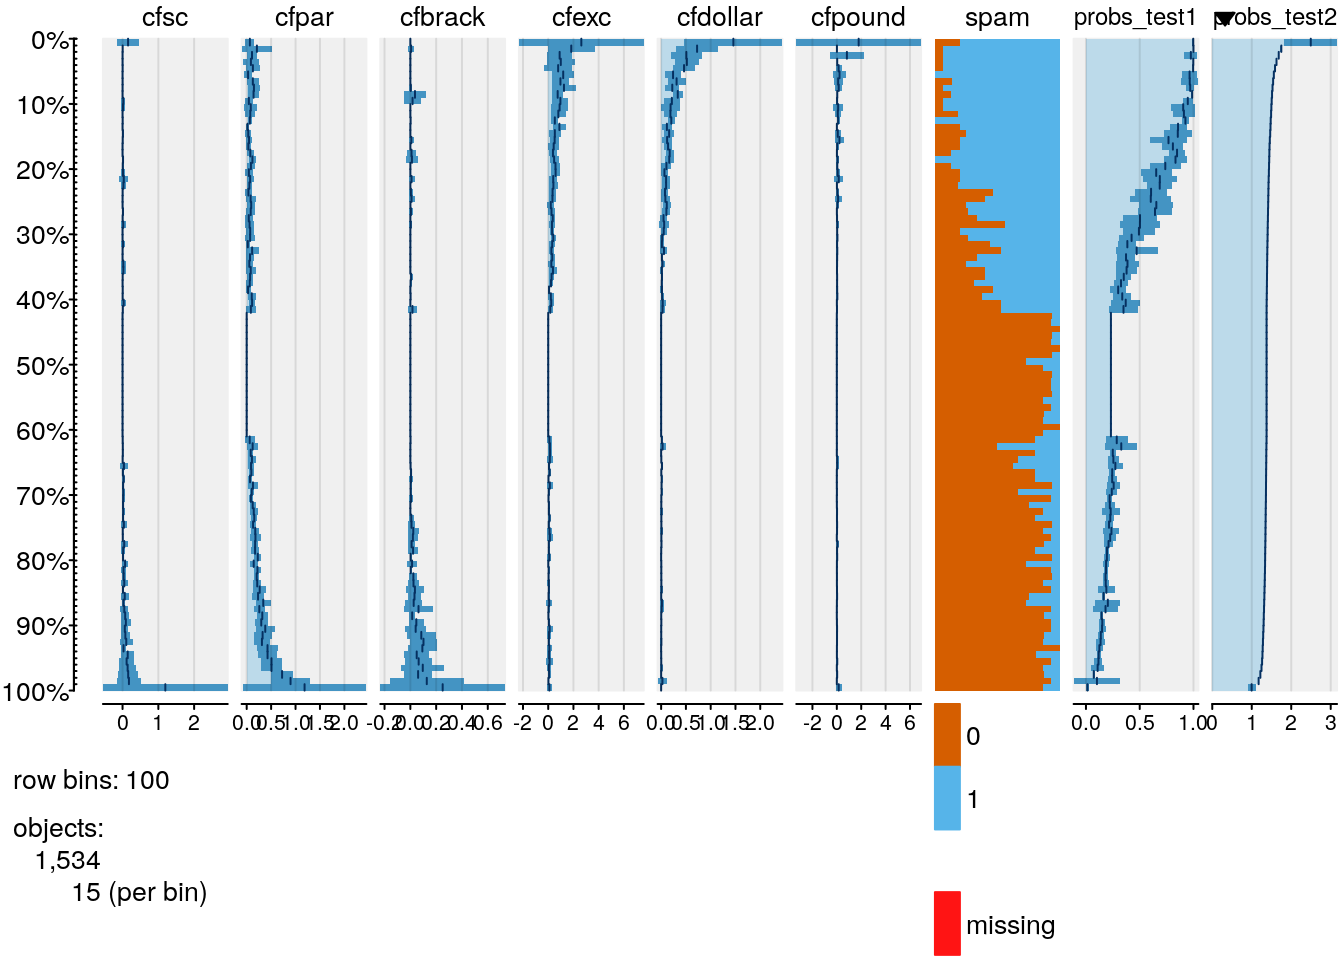 cfsc cfpar cfbrack cfexc cfdollar cfpound spam probs_test1 probs_test2
0%
10%
20%
30%
40%
50%
60%
70%
80%
90%
100%
0 1 2 0.0 0.5 1.0 1.5 2.0 -0.2 0.0 0.2 0.4 0.6 -2 0 2 4 6 0.0 0.5 1.0 1.5 2.0 -2 0 2 4 6 0.0 0.5 1.0 0 1 2 3
0
row bins: 100
1
objects:
1,534
15 (per bin)
missing